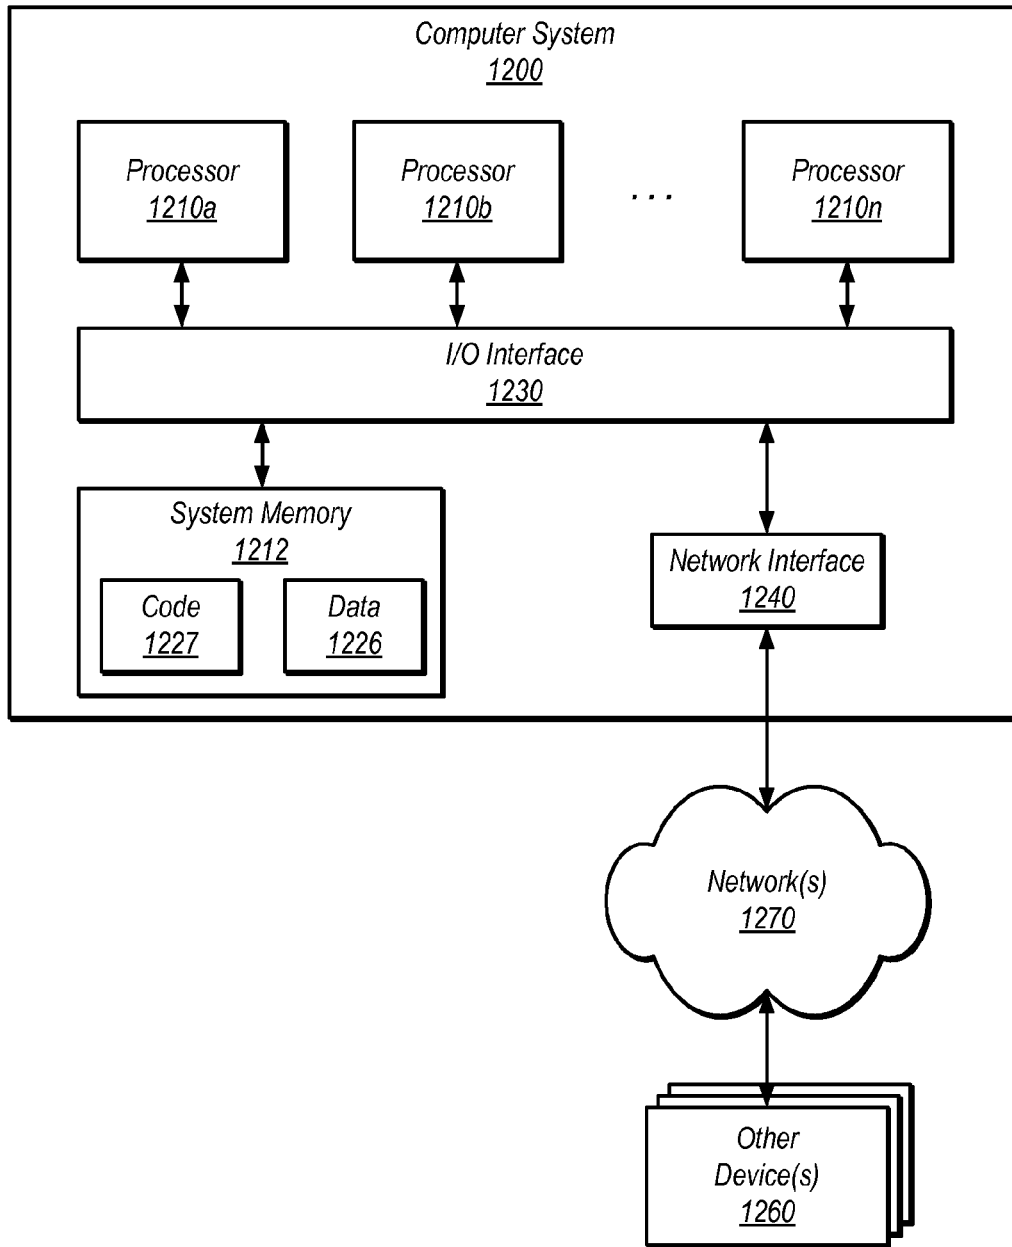 Computer System
1200
Processor
1210a
Processor
1210b
. . .
Processor
1210n
I/O Interface
1230
System Memory
1212
Code
1227
Data
1226
Network Interface
1240
Network(s)
1270
Other
Device(s)
1260